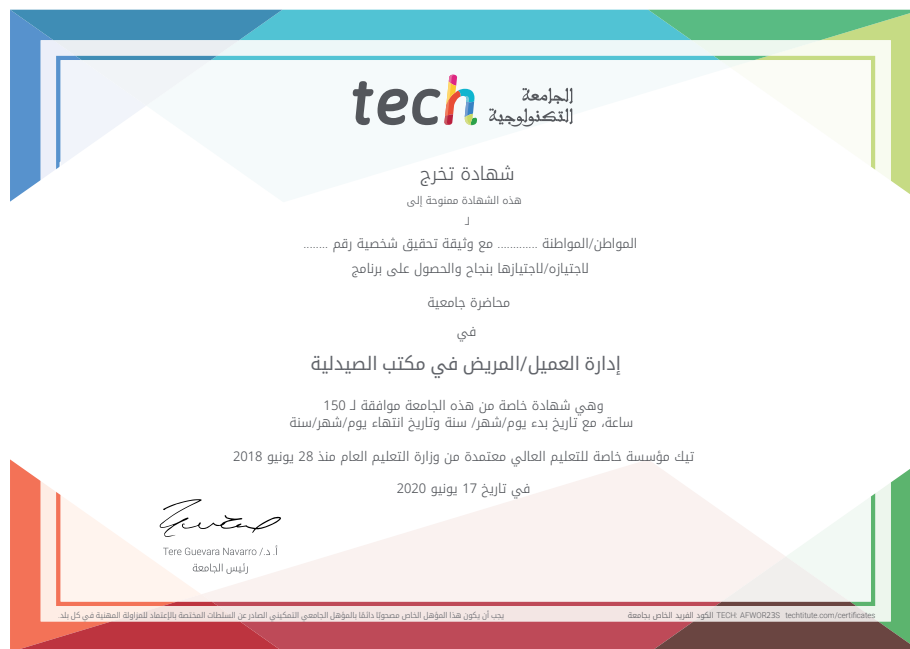 tech الجامعة
التكنولوجية
شهادة تخرج
هذه الشهادة ممنوحة إلى
لـ
المواطن/المواطنة ............ مع وثيقة تحقيق شخصية رقم ........
لاجتيازه/لاجتيازها بنجاح والحصول على برنامج
محاضرة جامعية
في
إدارة العميل/المريض في مكتب الصيدلية
وهي شهادة خاصة من هذه الجامعة موافقة لـ 150
ساعة، مع تاريخ بدء يوم/شهر/ سنة وتاريخ انتهاء يوم/شهر/سنة
تيك مؤسسة خاصة للتعليم العالي معتمدة من وزارة التعليم العام منذ 28 يونيو 2018
في تاريخ 17 يونيو 2020
أ. د./ Tere Guevara Navarro
رئيس الجامعة
الكود الفريد الخاص بجامعة TECH: AFWOR23S techtitute.com/certificates
يجب أن يكون هذا المؤهل الخاص مصحوبًا دائمًا بالمؤهل الجامعي التمكيني الصادر عن السلطات المختصة بالإعتماد للمزاولة المهنية في كل بلد.